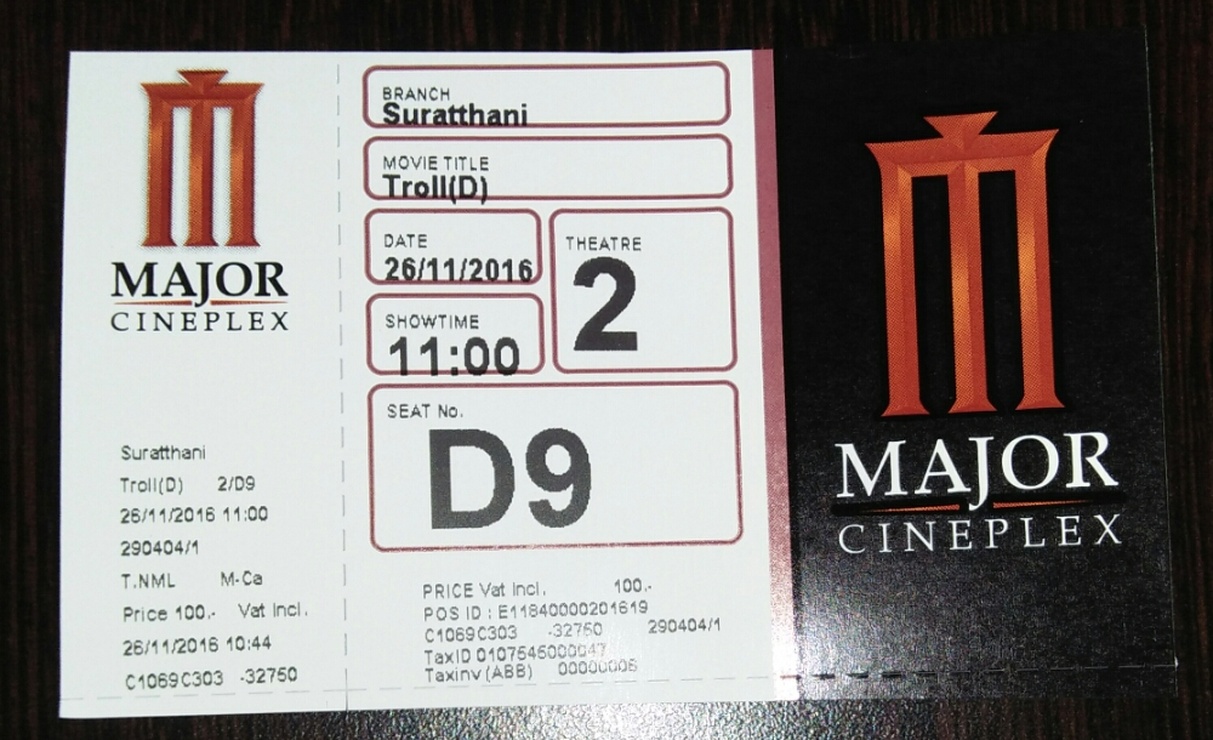 MAJOR
CINEPLEX
Suratthani
Troll(D) 2/D9
26/11/2016 11:00
290404/1
T.NML M-Ca
Price 100.- Vat Incl.
26/11/2016 10:44
C1069C303 -32750
BRANCH
Suratthani
MOVIE TITLE
Troll(D)
DATE
26/11/2016
THEATRE
2
SHOWTIME
11:00
SEAT No.
D9
PRICE Vat Incl. 100.-
POS ID : E11840000201619
C1069C303 -32750 290404/1
TaxID 0107545000047
Taxinv (ABB) 00000006
MAJOR
CINEPLEX